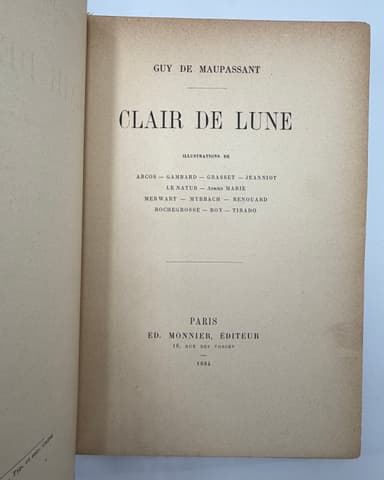 GUY DE MAUPASSANT
CLAIR DE LUNE
ILLUSTRATIONS DE
ARCOS — GAMBARD — GRASSET — JEANNIOT
LE NATUR — ADRIEN MARIE
MERWART — MYRBACH — RENOUARD
ROCHEGROSSE — ROY — TIRADO
PARIS
ED. MONNIER, ÉDITEUR
16, RUE DES VOSGES
1884